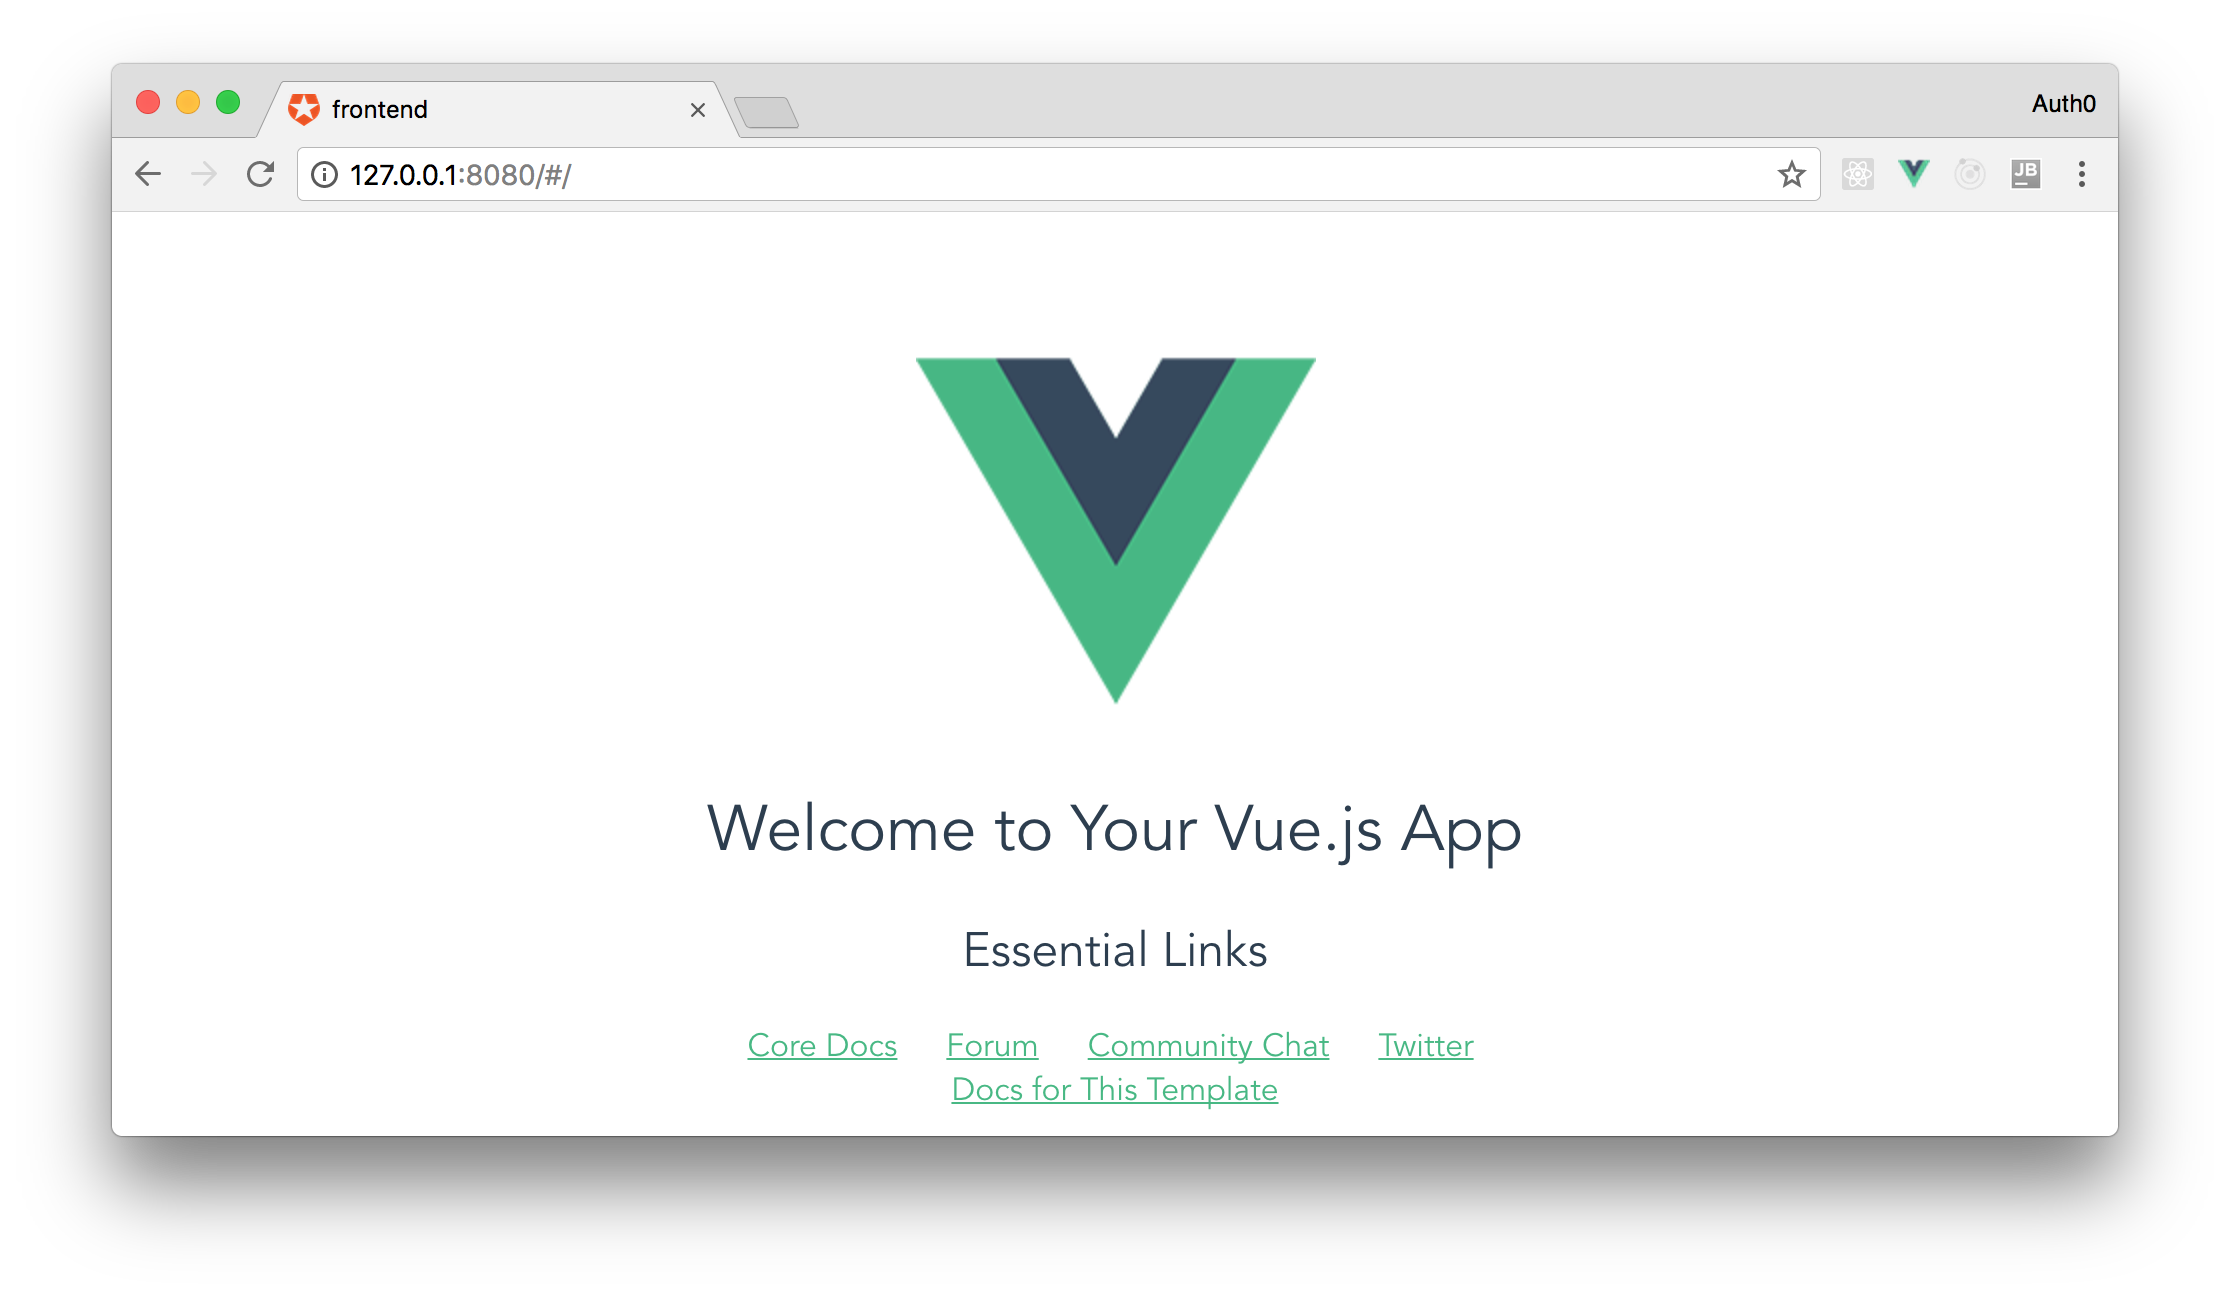 frontend
Auth0
127.0.0.1:8080/#/
JB
Welcome to Your Vue.js App
Essential Links
Core Docs Forum Community Chat Twitter
Docs for This Template